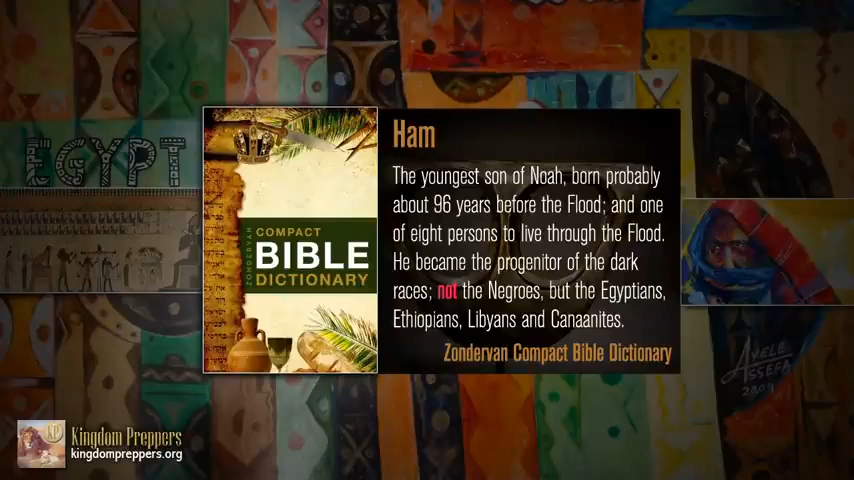 EGYPT
ZONDERVAN
COMPACT
BIBLE
DICTIONARY
Ham
The youngest son of Noah, born probably
about 96 years before the Flood; and one
of eight persons to live through the Flood.
He became the progenitor of the dark
races; not the Negroes, but the Egyptians,
Ethiopians, Libyans and Canaanites.
Zondervan Compact Bible Dictionary
AYELE
ASSEFA
2009
KP
Kingdom Preppers
kingdompreppers.org